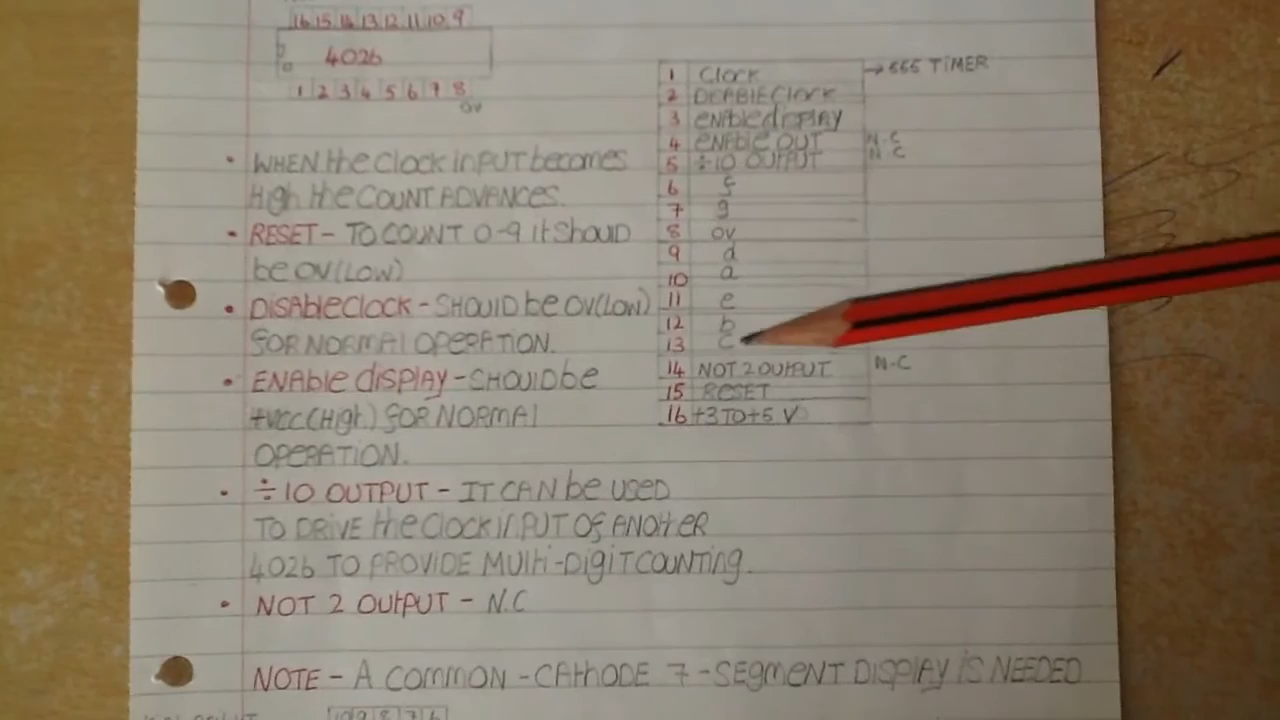 16 15 14 13 12 11 10 9
4026
1 2 3 4 5 6 7 8
0V
1 Clock → 555 TIMER
2 DISABLE Clock
3 ENAble disPLAY
4 ENAble OUT N-C
5 ÷10 OUTPUT N-C
6 f
7 g
8 0V
9 d
10 a
11 e
12 b
13 C
14 NOT 2 OUtPUT N-C
15 RESET
16 +3 TO +5 V
• WHEN the Clock inPUT becomes
High the COUNT ADVANCES.
• RESET - TO COUNT 0-9 it Should
be 0V (LOW)
• DisAble Clock - SHOUld be 0V (LOW)
FOR NORMAl OPERATION.
• ENAble disPlAy - SHOUld be
+VCC (High) FOR NORMAl
OPERATION.
• ÷10 OUTPUT - IT CAN be USEd
TO DRIVE the Clock inPUT Of ANOtHER
4026 TO PROVIDE MUlti-DigiT COUNTiNg.
• NOT 2 OUtPUT - N.C
NOTE - A COMMON-CATHODE 7-SEgMENT DISPLAy iS NEEDED
10 9 8 7 6